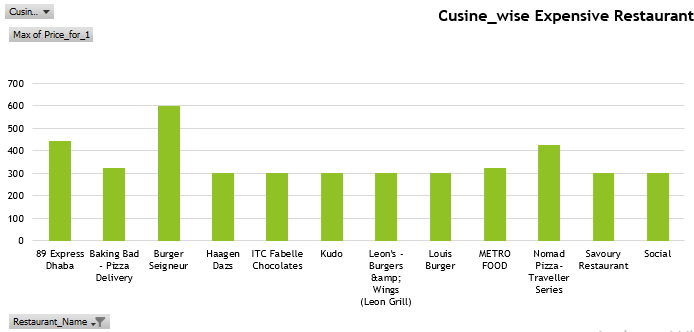 Cusin...
Cusine_wise Expensive Restaurant
Max of Price_for_1
700
600
500
400
300
200
100
0
89 Express
Dhaba
Baking Bad
- Pizza
Delivery
Burger
Seigneur
Haagen
Dazs
ITC Fabelle
Chocolates
Kudo
Leon's -
Burgers
&amp;
Wings
(Leon Grill)
Louis
Burger
METRO
FOOD
Nomad
Pizza-
Traveller
Series
Savoury
Restaurant
Social
Restaurant_Name